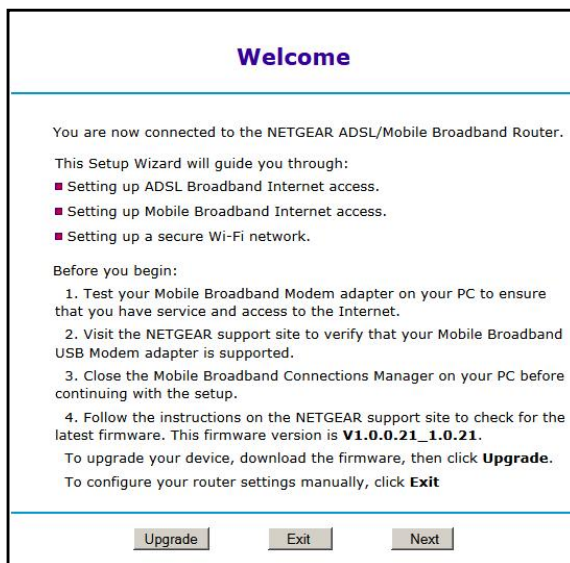 Welcome
You are now connected to the NETGEAR ADSL/Mobile Broadband Router.
This Setup Wizard will guide you through:
Setting up ADSL Broadband Internet access.
Setting up Mobile Broadband Internet access.
Setting up a secure Wi-Fi network.
Before you begin:
1. Test your Mobile Broadband Modem adapter on your PC to ensure
that you have service and access to the Internet.
2. Visit the NETGEAR support site to verify that your Mobile Broadband
USB Modem adapter is supported.
3. Close the Mobile Broadband Connections Manager on your PC before
continuing with the setup.
4. Follow the instructions on the NETGEAR support site to check for the
latest firmware. This firmware version is V1.0.0.21_1.0.21.
To upgrade your device, download the firmware, then click Upgrade.
To configure your router settings manually, click Exit
Upgrade Exit Next